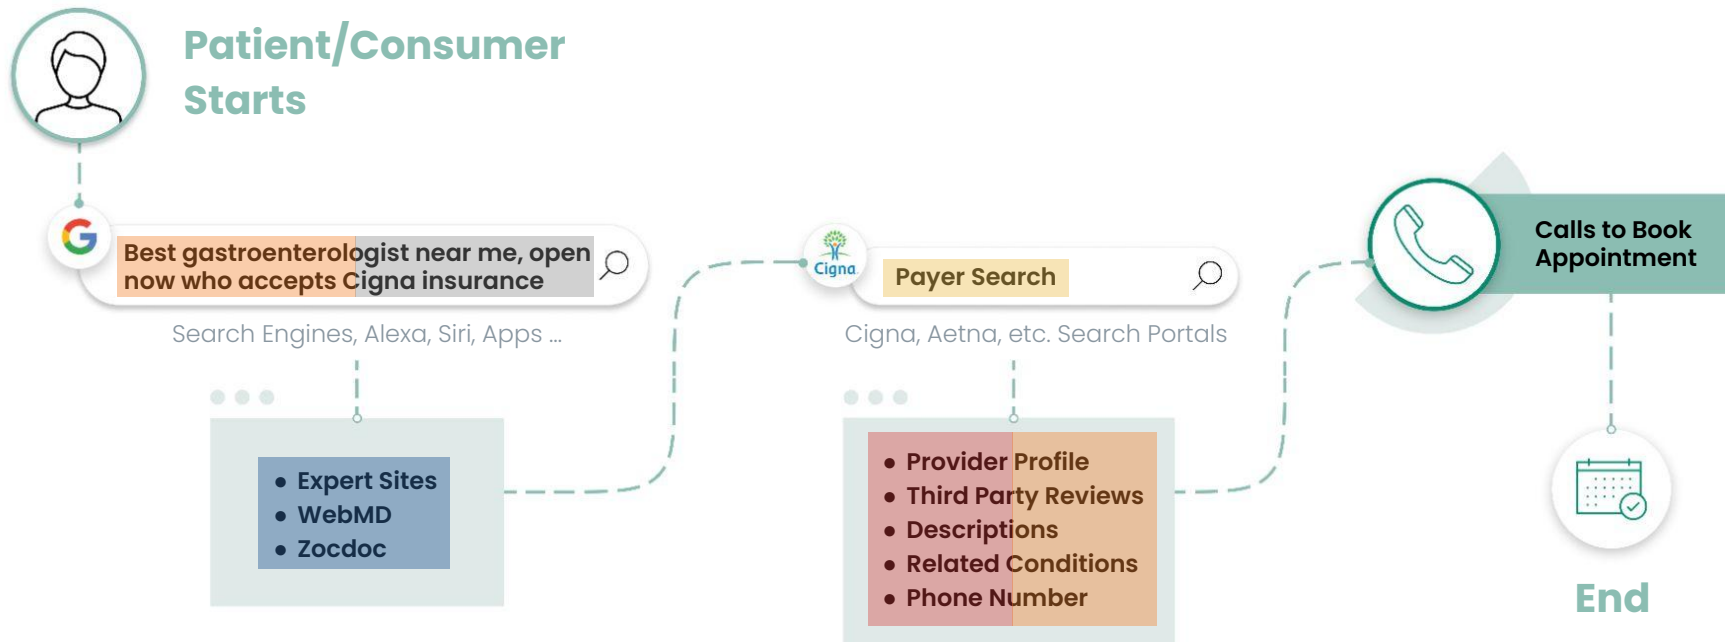 Patient/Consumer
Starts
Best gastroenterologist near me, open
now who accepts Cigna insurance
Search Engines, Alexa, Siri, Apps ...
● Expert Sites
● WebMD
● Zocdoc
Cigna
Payer Search
Cigna, Aetna, etc. Search Portals
● Provider Profile
● Third Party Reviews
● Descriptions
● Related Conditions
● Phone Number
Calls to Book
Appointment
End